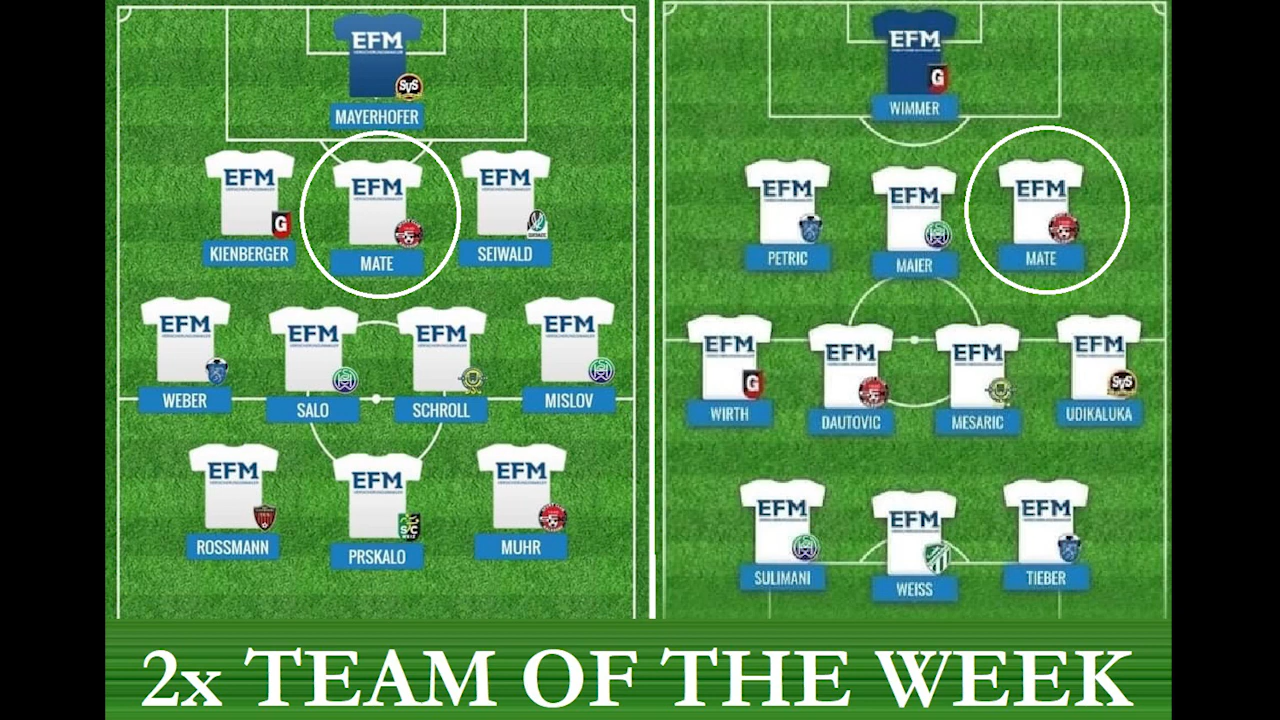 EFM
MAYERHOFER
EFM
EFM
EFM
KIENBERGER
MATE
SEIWALD
EFM
EFM
EFM
EFM
WEBER
SALO
SCHROLL
MISLOV
EFM
EFM
EFM
ROSSMANN
PRSKALO
MUHR
EFM
WIMMER
EFM
EFM
EFM
PETRIC
MAIER
MATE
EFM
EFM
EFM
EFM
WIRTH
DAUTOVIC
MESARIC
UDIKALUKA
EFM
EFM
EFM
SULIMANI
WEISS
TIEBER
2x TEAM OF THE WEEK